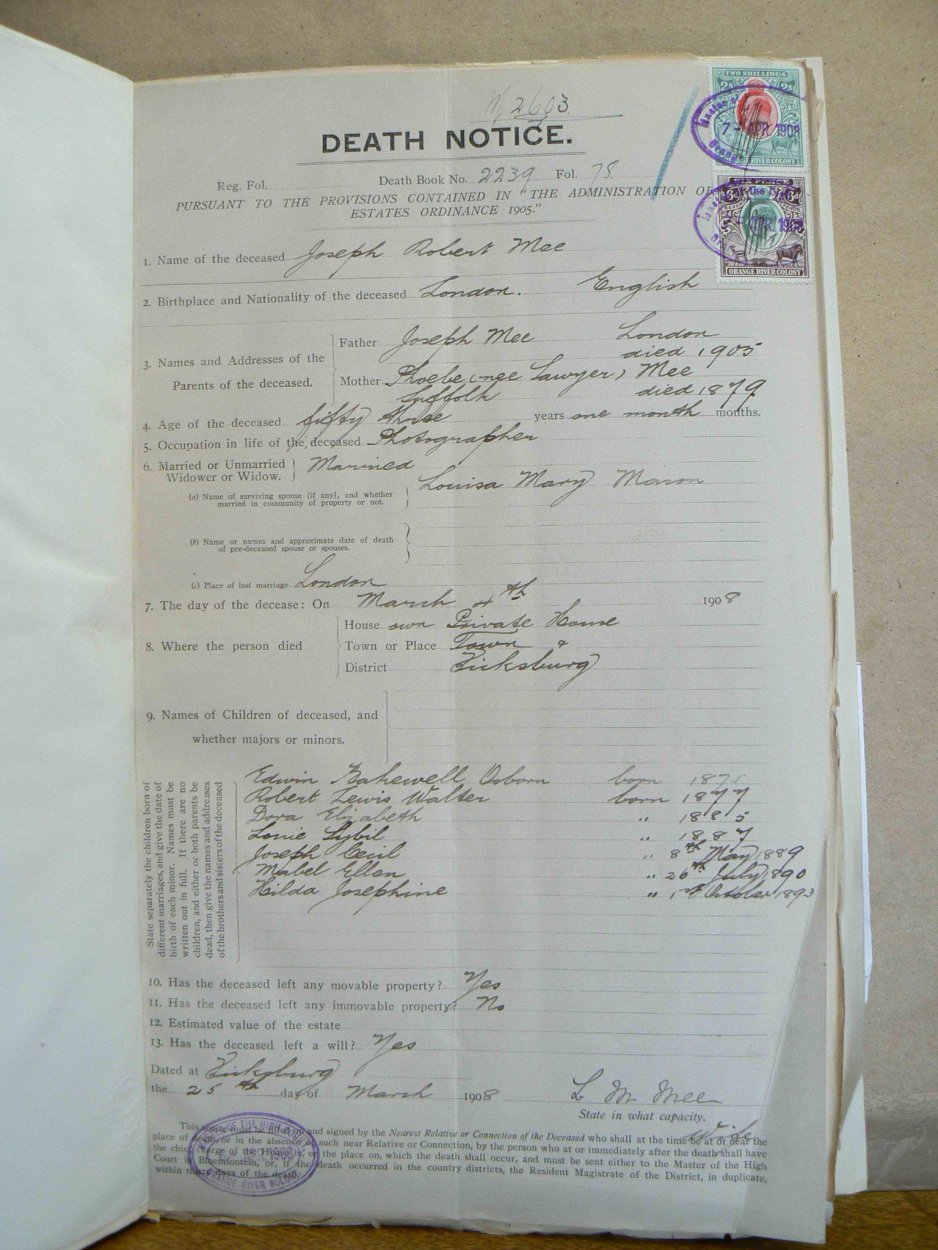 2603
DEATH NOTICE.
Reg. Fol. Death Book No. 2239 Fol. 75
PURSUANT TO THE PROVISIONS CONTAINED IN "THE ADMINISTRATION OF
ESTATES ORDINANCE 1905."
TWO SHILLINGS
7 - APR 1908
ORANGE RIVER COLONY
ORANGE RIVER COLONY
1. Name of the deceased Joseph Robert Mee
2. Birthplace and Nationality of the deceased London. English
3. Names and Addresses of the Parents of the deceased.
Father Joseph Mee London
died 1905
Mother Phoebe (nee Sawyer) Mee
Suffolk died 1879
4. Age of the deceased fifty three years one month months.
5. Occupation in life of the deceased Photographer
6. Married or Unmarried Widower or Widow. Married
(a) Name of surviving spouse (if any), and whether married in community of property or not. Louisa Mary Mason
(b) Name or names and approximate date of death of pre-deceased spouse or spouses.
(c) Place of last marriage London
7. The day of the decease: On March 4th 1908
8. Where the person died
House own Private House
Town or Place Town &
District Ficksburg
9. Names of Children of deceased, and
whether majors or minors.
State separately the children born of
different marriages, and give the date of
birth of each minor. Names must be
written out in full. If there are no
children, and either or both parents be
dead, then give the names and addresses
of the brothers and sisters of the deceased
Edwin Bakewell Osborn born
Robert Lewis Walter born 1877
Dora Elizabeth " 1885
Louie Sybil " 1887
Joseph Cecil " 8th May 1889
Mabel Ellen " 26th July 1890
Hilda Josephine " 1st October 1893
10. Has the deceased left any movable property? Yes
11. Has the deceased left any immovable property? No
12. Estimated value of the estate
13. Has the deceased left a will? Yes
Dated at Ficksburg
the 25th day of March 1908 L M Mee
State in what capacity.
Wife
This notice must be filled up and signed by the Nearest Relative or Connection of the Deceased who shall at the time be at or near the
place of death, or in the absence of such near Relative or Connection, by the person who at or immediately after the death shall have
the chief charge of the House in, or the place on, which the death shall occur, and must be sent either to the Master of the High
Court in Bloemfontein, or, if the death occurred in the country districts, the Resident Magistrate of the District, in duplicate,
within thirty days of the death.
ORANGE RIVER COLONY